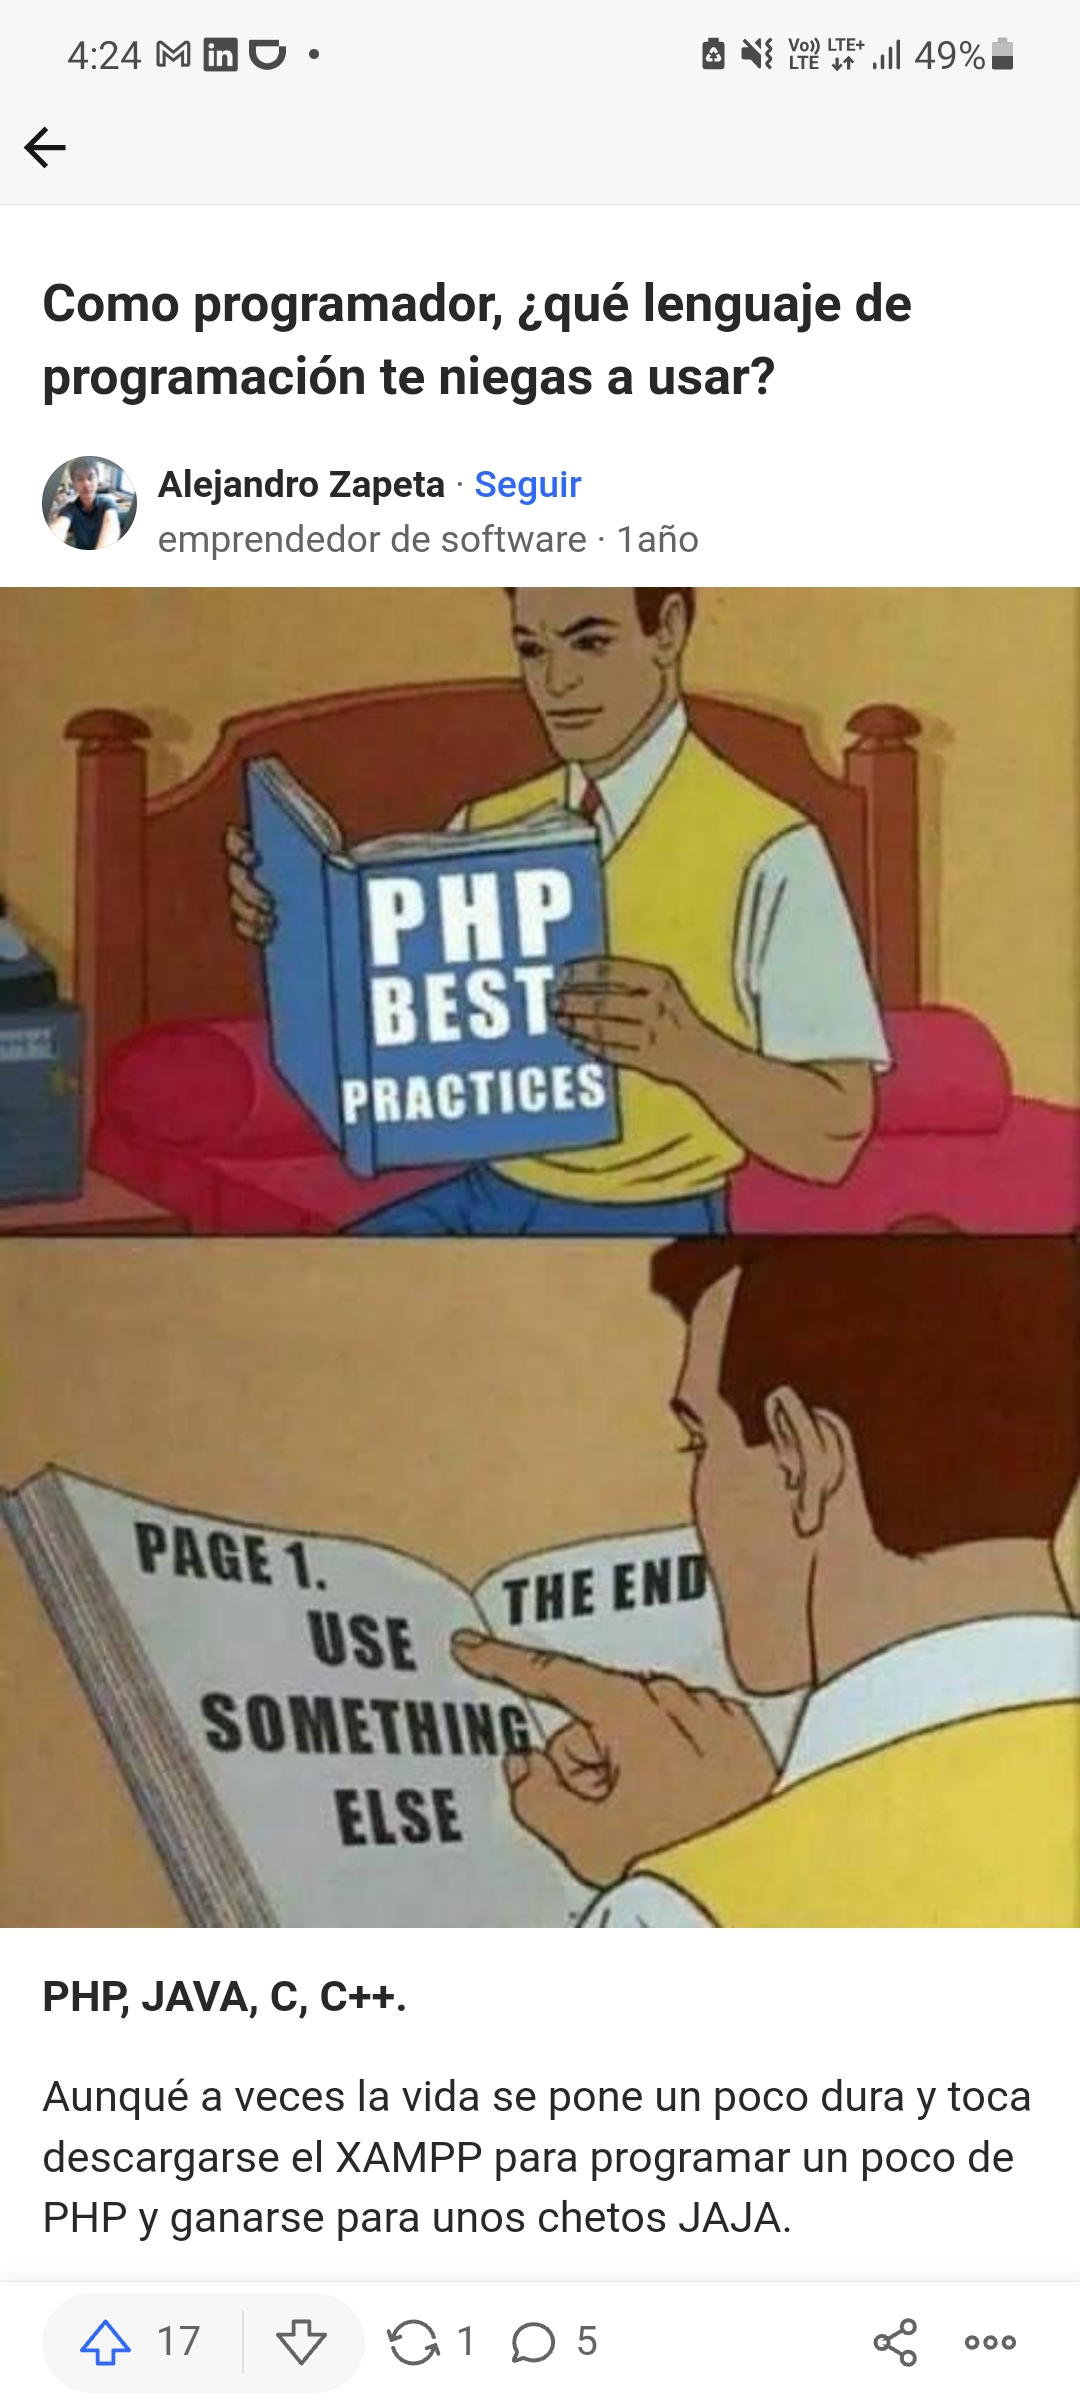 4:24
Vo)) LTE+
LTE
49%
Como programador, ¿qué lenguaje de
programación te niegas a usar?
Alejandro Zapeta · Seguir
emprendedor de software · 1año
PHP
BEST
PRACTICES
PAGE 1.
USE
SOMETHING
ELSE
THE END
PHP, JAVA, C, C++.
Aunqué a veces la vida se pone un poco dura y toca
descargarse el XAMPP para programar un poco de
PHP y ganarse para unos chetos JAJA.
17 1 5